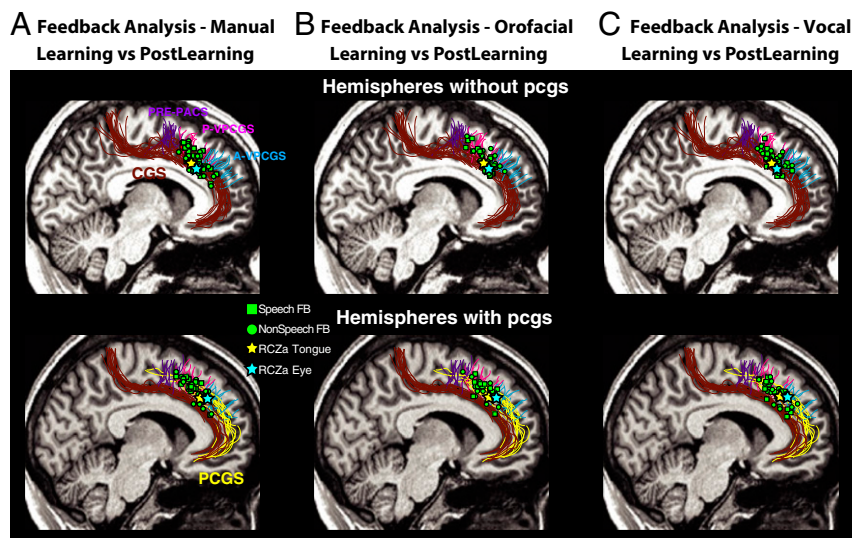 A Feedback Analysis - Manual
Learning vs PostLearning
B Feedback Analysis - Orofacial
Learning vs PostLearning
C Feedback Analysis - Vocal
Learning vs PostLearning
Hemispheres without pcgs
PRE-PACS
P-VPCGS
A-VPCGS
CGS
Speech FB
NonSpeech FB
RCZa Tongue
RCZa Eye
Hemispheres with pcgs
PCGS